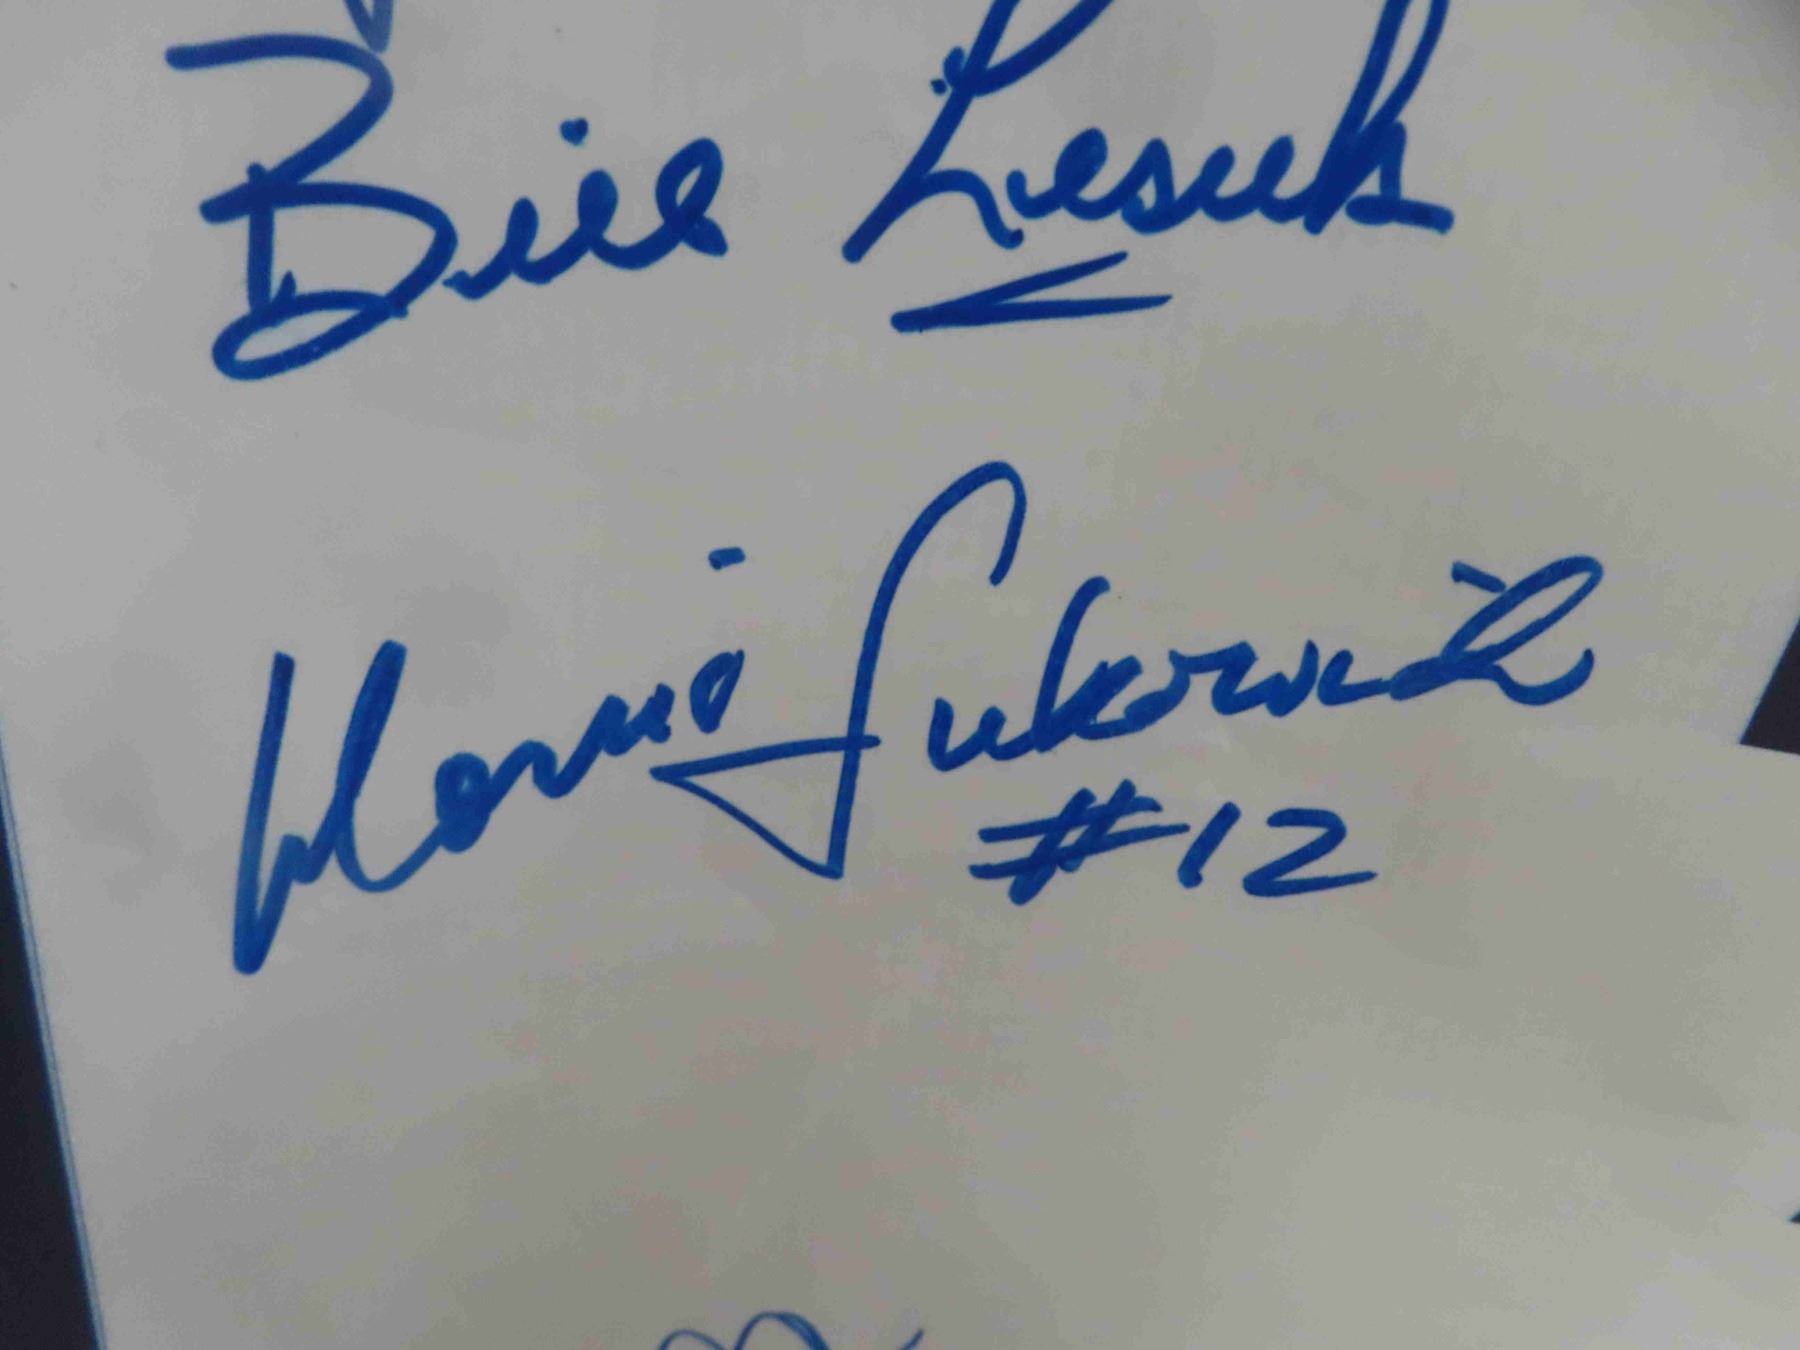 Bill Lesuk
Morris Lukowich
#12